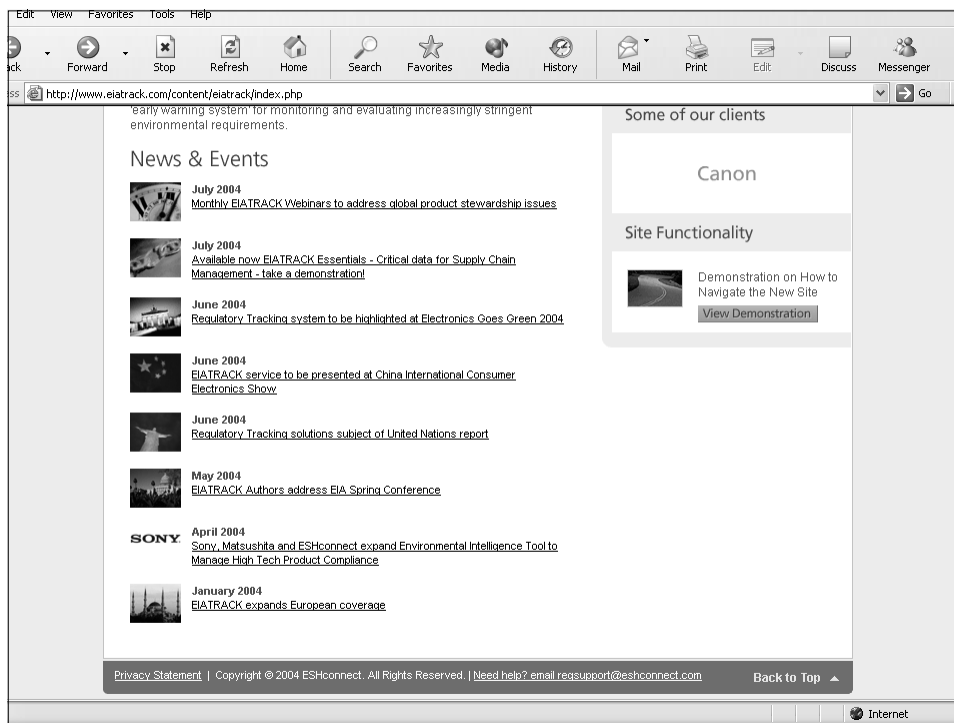 Edit View Favorites Tools Help
ack Forward Stop Refresh Home Search Favorites Media History Mail Print Edit Discuss Messenger
ess http://www.eiatrack.com/content/eiatrack/index.php Go
'early warning system' for monitoring and evaluating increasingly stringent
environmental requirements.
News & Events
July 2004
Monthly EIATRACK Webinars to address global product stewardship issues
July 2004
Available now EIATRACK Essentials - Critical data for Supply Chain
Management - take a demonstration!
June 2004
Regulatory Tracking system to be highlighted at Electronics Goes Green 2004
June 2004
EIATRACK service to be presented at China International Consumer
Electronics Show
June 2004
Regulatory Tracking solutions subject of United Nations report
May 2004
EIATRACK Authors address EIA Spring Conference
SONY
April 2004
Sony, Matsushita and ESHconnect expand Environmental Intelligence Tool to
Manage High Tech Product Compliance
January 2004
EIATRACK expands European coverage
Some of our clients
Canon
Site Functionality
Demonstration on How to
Navigate the New Site
View Demonstration
Privacy Statement | Copyright © 2004 ESHconnect. All Rights Reserved. | Need help? email regsupport@eshconnect.com Back to Top
Internet